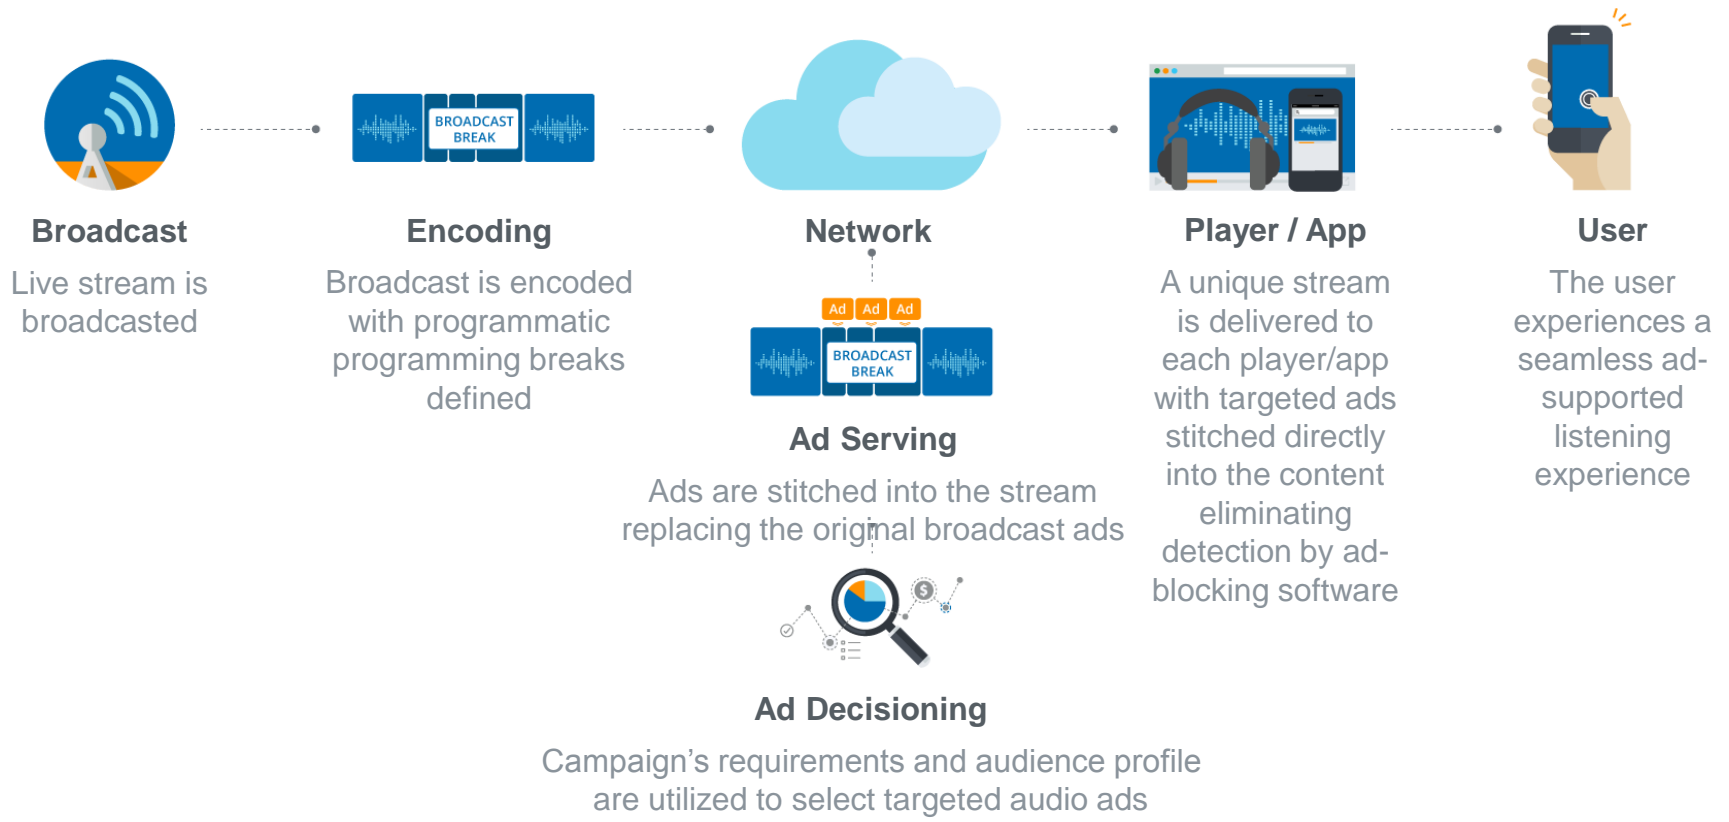 BROADCAST
BREAK
Broadcast
Live stream is
broadcasted
Encoding
Broadcast is encoded
with programmatic
programming breaks
defined
Network
Ad Ad Ad
BROADCAST
BREAK
Ad Serving
Ads are stitched into the stream
replacing the original broadcast ads
$
Ad Decisioning
Campaign’s requirements and audience profile
are utilized to select targeted audio ads
Player / App
A unique stream
is delivered to
each player/app
with targeted ads
stitched directly
into the content
eliminating
detection by ad-
blocking software
User
The user
experiences a
seamless ad-
supported
listening
experience